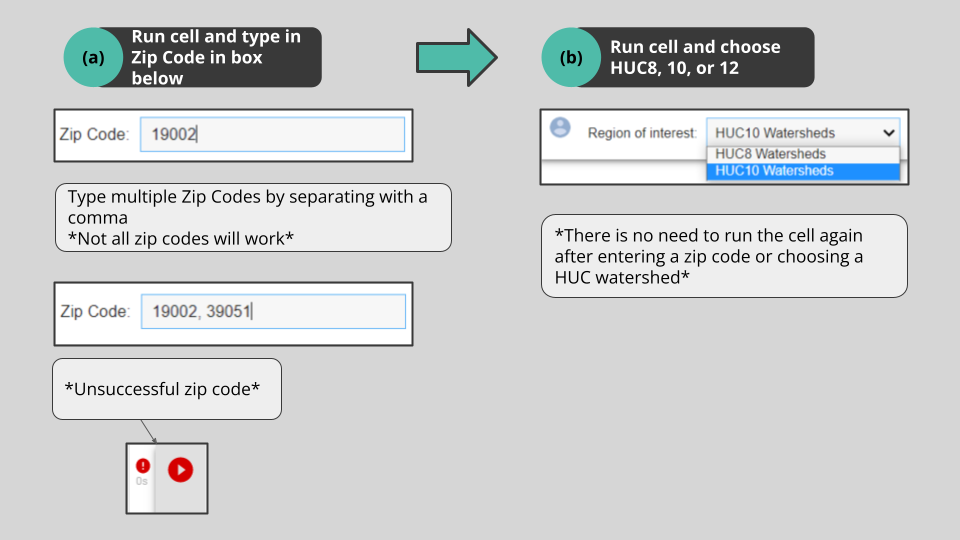 (a)
Run cell and type in
Zip Code in box
below
(b)
Run cell and choose
HUC8, 10, or 12
Zip Code: 19002
Type multiple Zip Codes by separating with a
comma
*Not all zip codes will work*
Zip Code: 19002, 39051
*Unsuccessful zip code*
0s
Region of interest: HUC10 Watersheds
HUC8 Watersheds
HUC10 Watersheds
*There is no need to run the cell again
after entering a zip code or choosing a
HUC watershed*